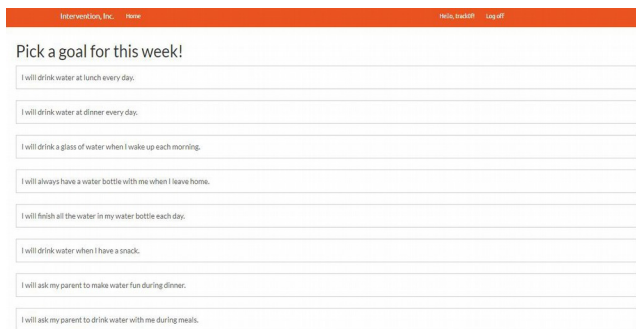 Intervention, Inc. Home Hello, trackit! Log off
Pick a goal for this week!
I will drink water at lunch every day.
I will drink water at dinner every day.
I will drink a glass of water when I wake up each morning.
I will always have a water bottle with me when I leave home.
I will finish all the water in my water bottle each day.
I will drink water when I have a snack.
I will ask my parent to make water fun during dinner.
I will ask my parent to drink water with me during meals.